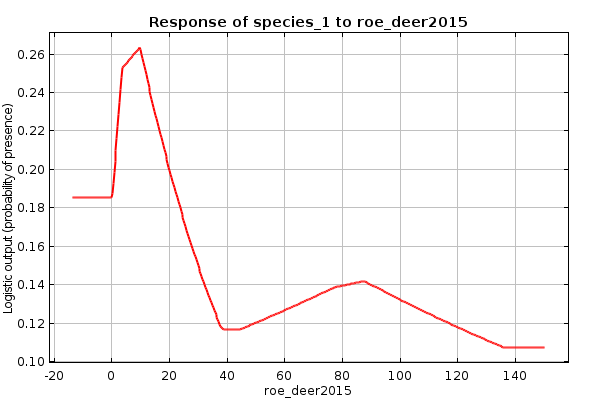 Response of species_1 to roe_deer2015
Logistic output (probability of presence)
0.26
0.24
0.22
0.20
0.18
0.16
0.14
0.12
0.10
-20 0 20 40 60 80 100 120 140
roe_deer2015